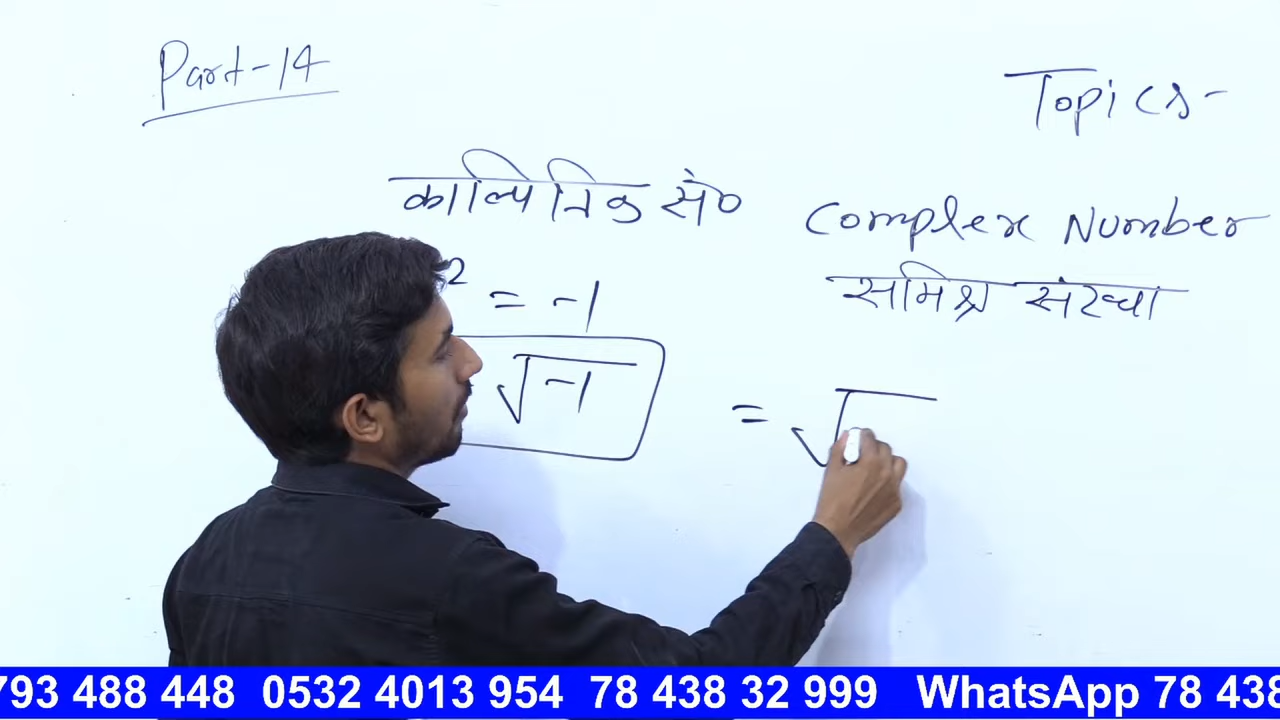 Part-14
Topics-
काल्पिनिक सं०
Complex Number
समिश्र संख्या
2 = -1
√-1
= √
793 488 448 0532 4013 954 78 438 32 999 WhatsApp 78 438